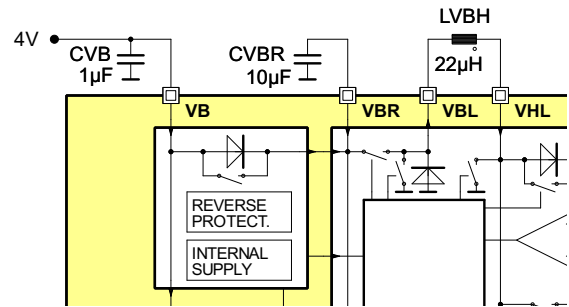 LVBH
4V
CVB
1µF
CVBR
10µF
22µH
VB
VBR
VBL
VHL
REVERSE
PROTECT.
INTERNAL
SUPPLY